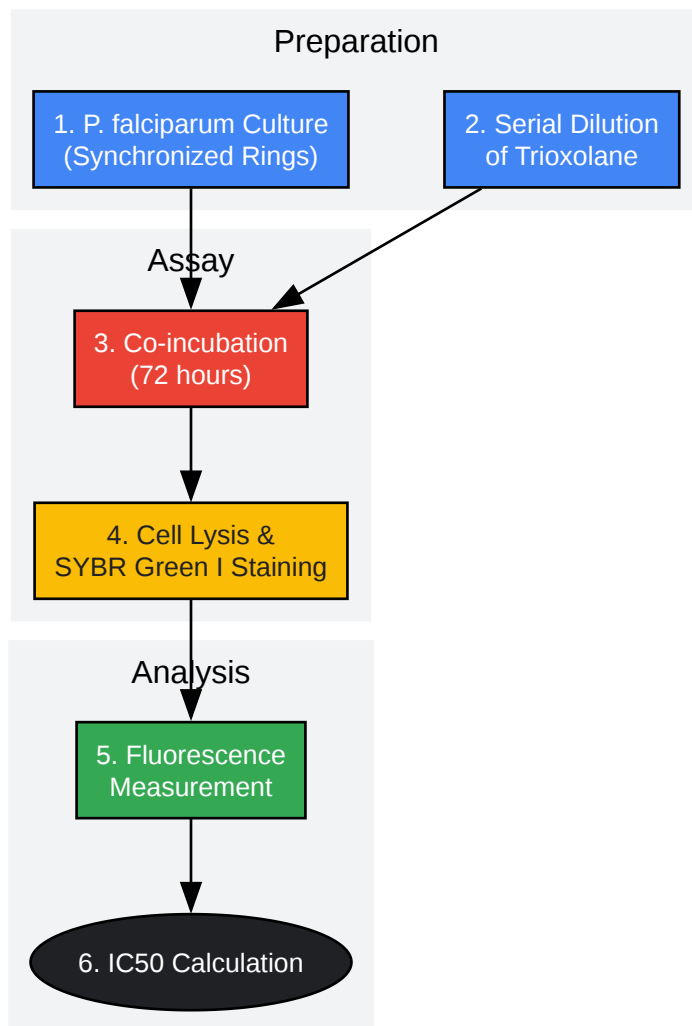 Preparation
1. P. falciparum Culture
(Synchronized Rings)
2. Serial Dilution
of Trioxolane
Assay
3. Co-incubation
(72 hours)
4. Cell Lysis &
SYBR Green I Staining
Analysis
5. Fluorescence
Measurement
6. IC50 Calculation